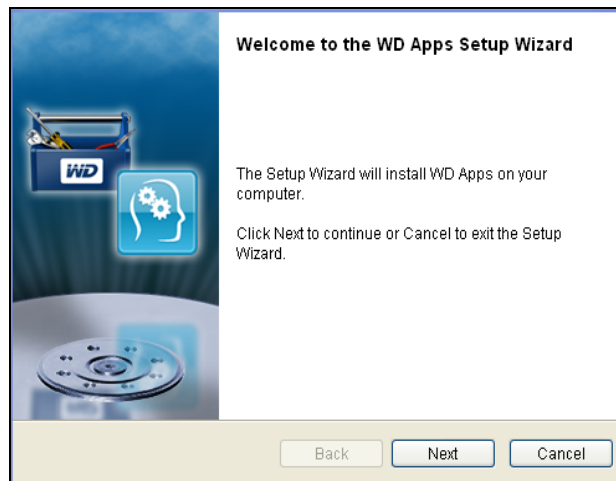 Welcome to the WD Apps Setup Wizard
WD
The Setup Wizard will install WD Apps on your
computer.
Click Next to continue or Cancel to exit the Setup
Wizard.
Back
Next
Cancel